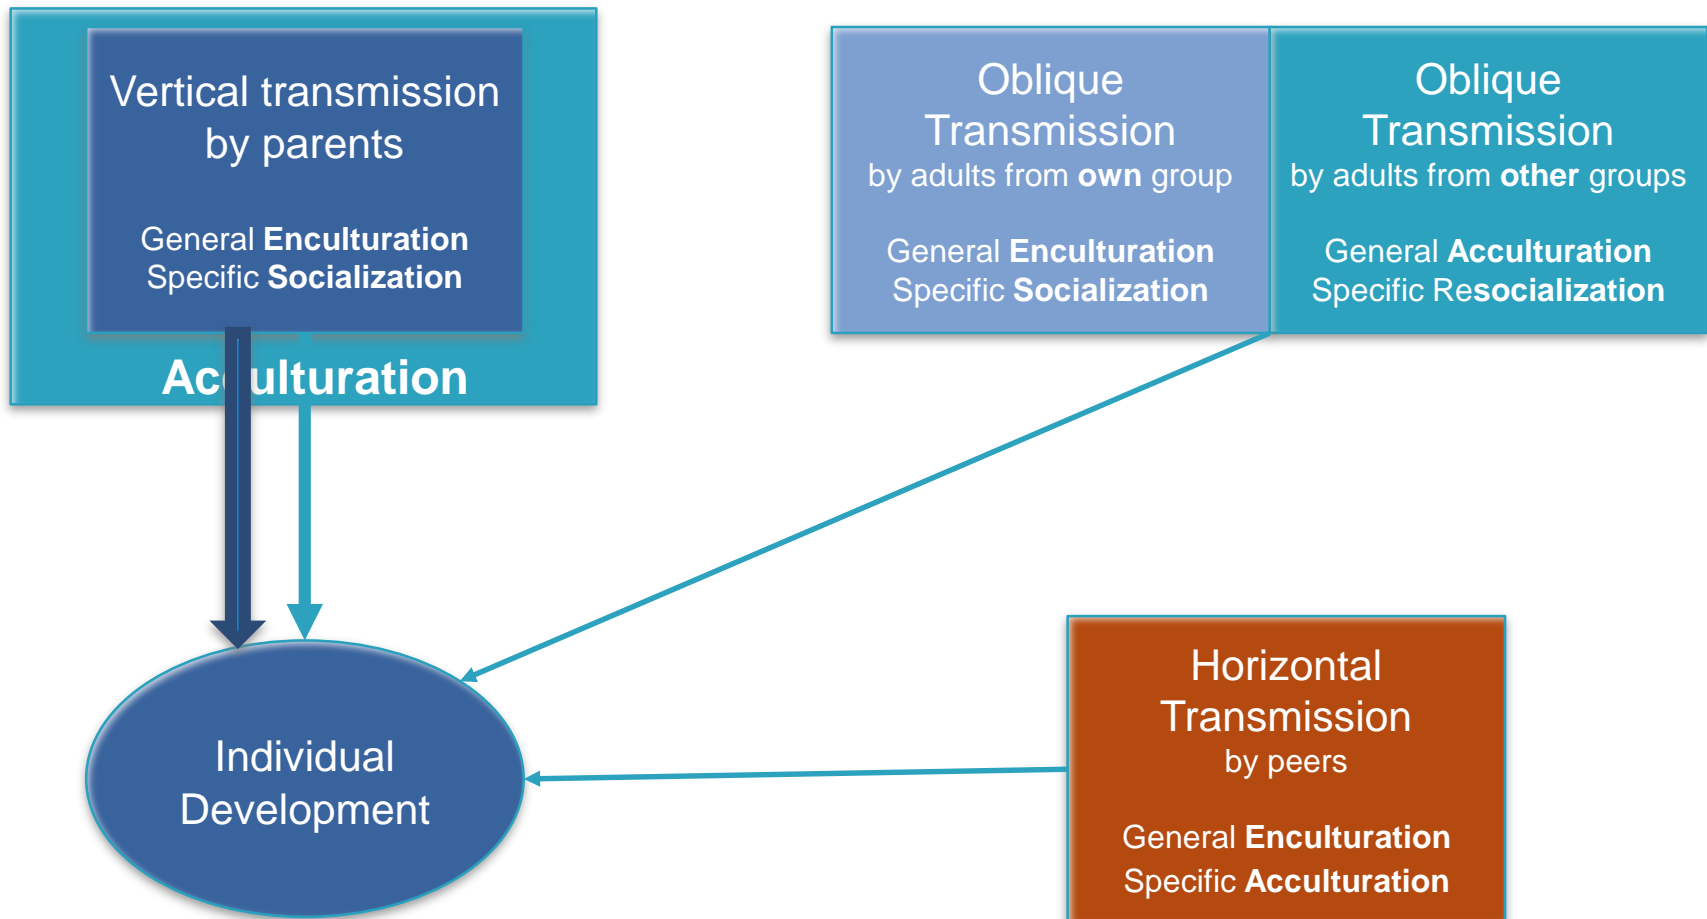 Vertical transmission
by parents
General Enculturation
Specific Socialization
Acculturation
Oblique
Transmission
by adults from own group
General Enculturation
Specific Socialization
Oblique
Transmission
by adults from other groups
General Acculturation
Specific Resocialization
Individual
Development
Horizontal
Transmission
by peers
General Enculturation
Specific Acculturation